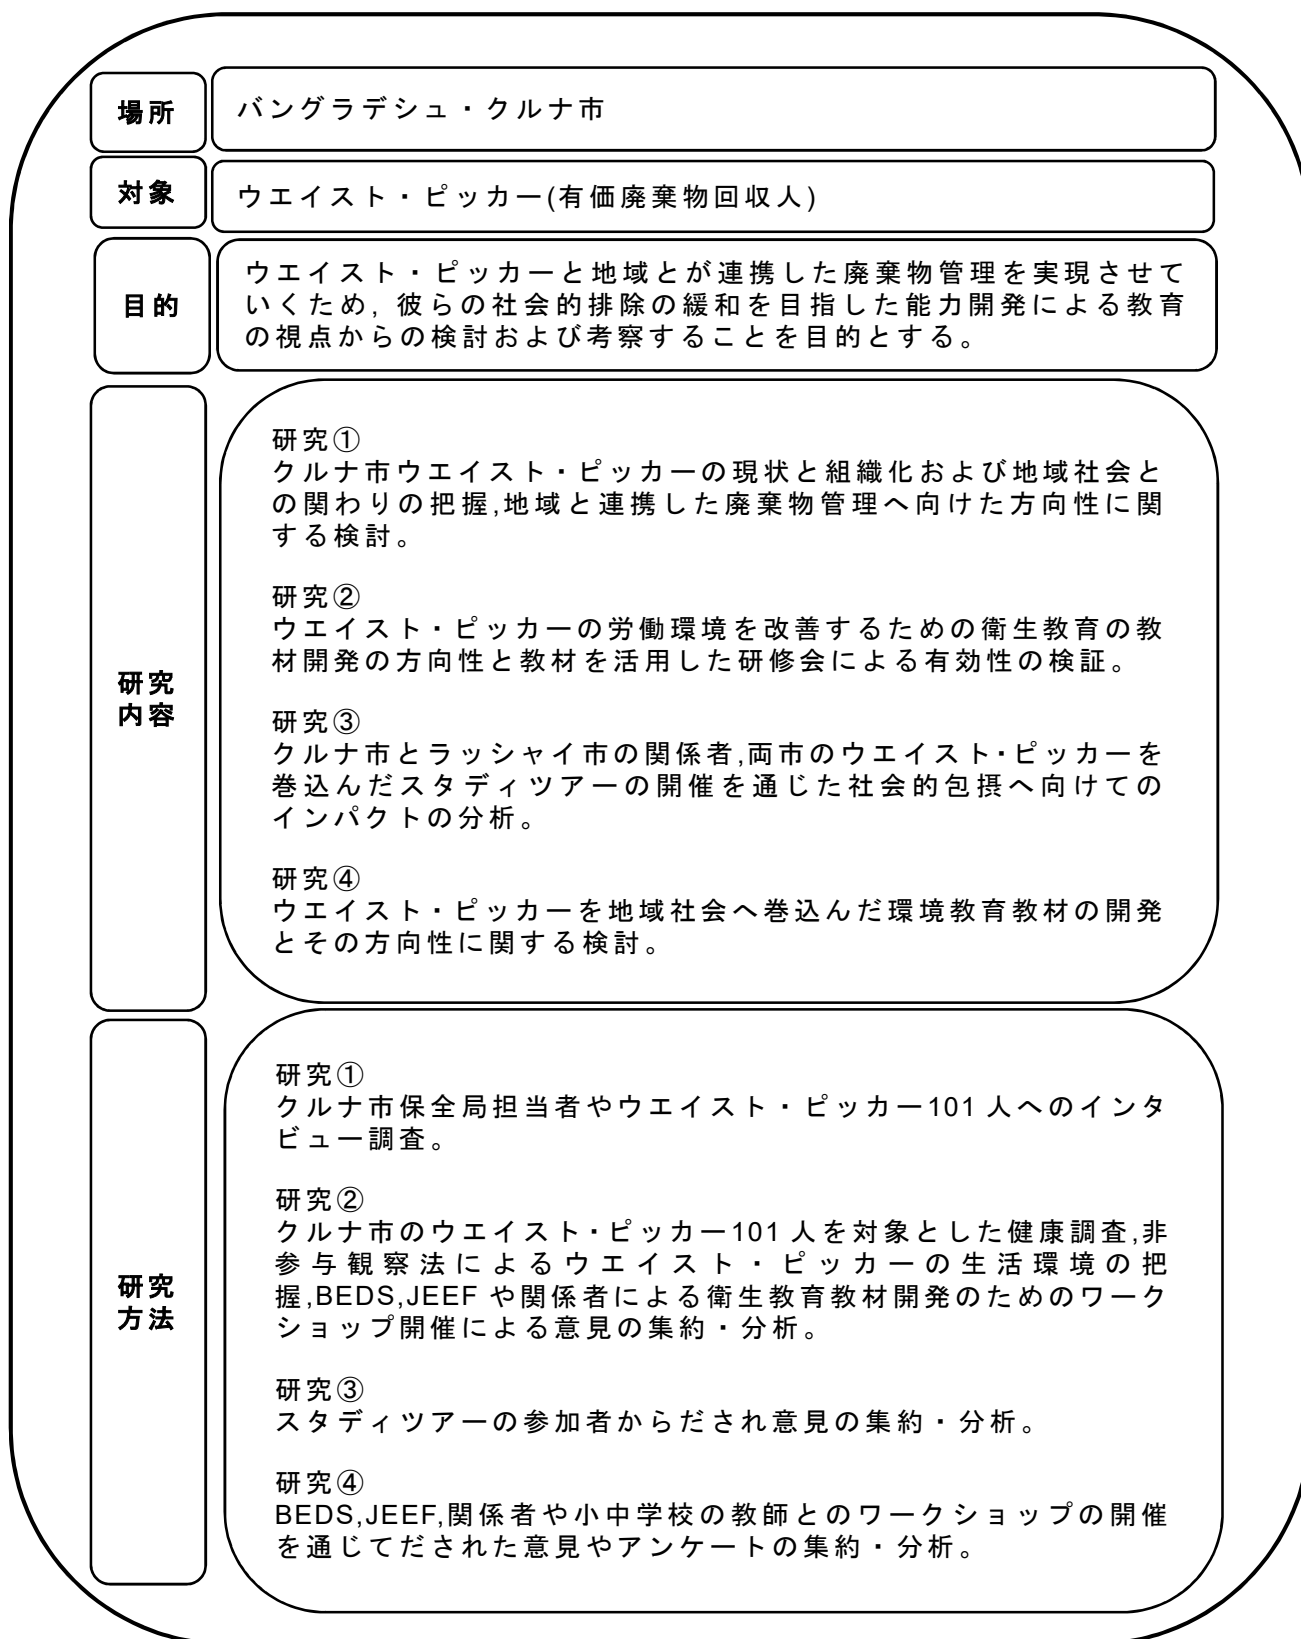 場所
バングラデシュ・クルナ市
対象
ウエイスト・ピッカー(有価廃棄物回収人)
目的
ウエイスト・ピッカーと地域とが連携した廃棄物管理を実現させて
いくため, 彼らの社会的排除の緩和を目指した能力開発による教育
の視点からの検討および考察することを目的とする。
研究
内容
研究①
クルナ市ウエイスト・ピッカーの現状と組織化および地域社会と
の関わりの把握,地域と連携した廃棄物管理へ向けた方向性に関
する検討。
研究②
ウエイスト・ピッカーの労働環境を改善するための衛生教育の教
材開発の方向性と教材を活用した研修会による有効性の検証。
研究③
クルナ市とラッシャイ市の関係者,両市のウエイスト・ピッカーを
巻込んだスタディツアーの開催を通じた社会的包摂へ向けての
インパクトの分析。
研究④
ウエイスト・ピッカーを地域社会へ巻込んだ環境教育教材の開発
とその方向性に関する検討。
研究
方法
研究①
クルナ市保全局担当者やウエイスト・ピッカー101 人へのインタ
ビュー調査。
研究②
クルナ市のウエイスト・ピッカー101 人を対象とした健康調査,非
参与観察法によるウエイスト・ピッカーの生活環境の把
握,BEDS,JEEF や関係者による衛生教育教材開発のためのワーク
ショップ開催による意見の集約・分析。
研究③
スタディツアーの参加者からだされ意見の集約・分析。
研究④
BEDS,JEEF,関係者や小中学校の教師とのワークショップの開催
を通じてだされた意見やアンケートの集約・分析。